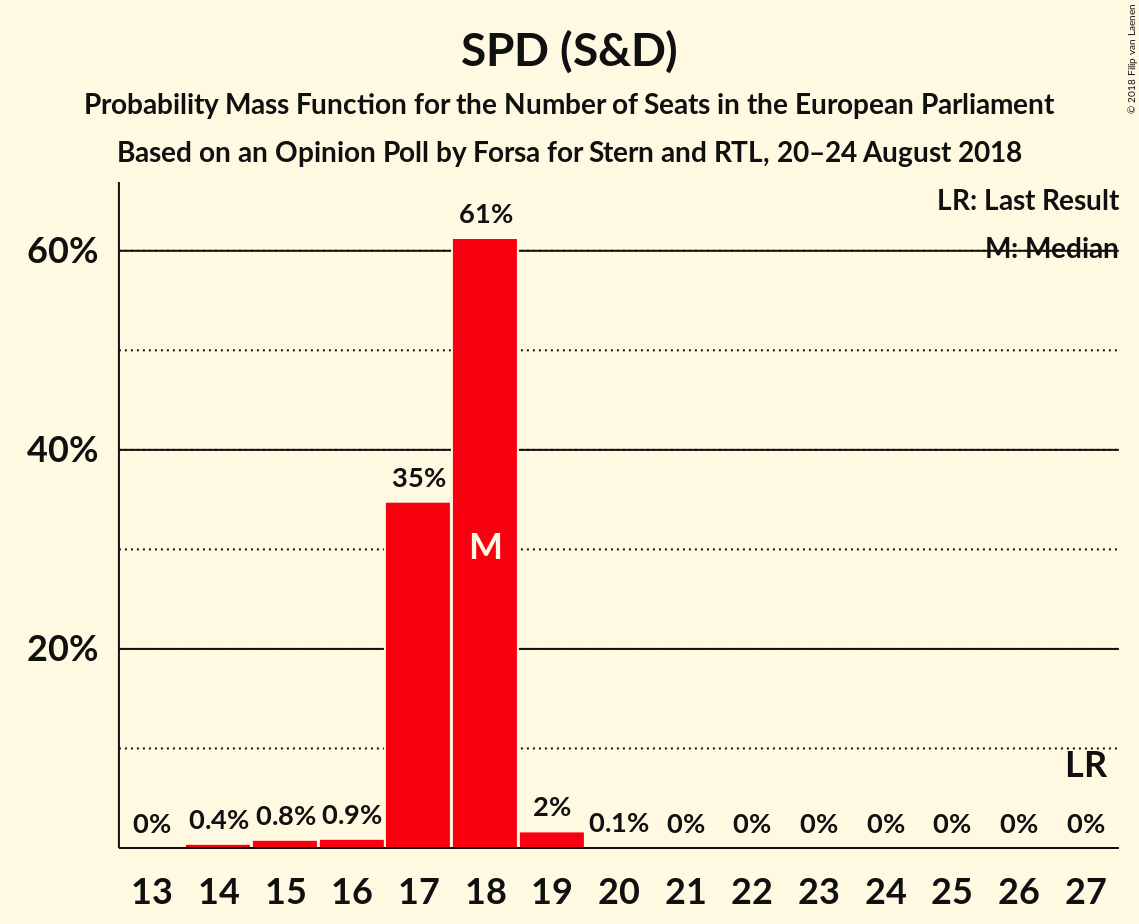 SPD (S&D)
Probability Mass Function for the Number of Seats in the European Parliament
Based on an Opinion Poll by Forsa for Stern and RTL, 20–24 August 2018
© 2018 Filip van Laenen
LR: Last Result
M: Median
61%
60%
35%
40%
M
20%
LR
0% 0.4% 0.8% 0.9% 2% 0.1% 0% 0% 0% 0% 0% 0% 0%
13 14 15 16 17 18 19 20 21 22 23 24 25 26 27